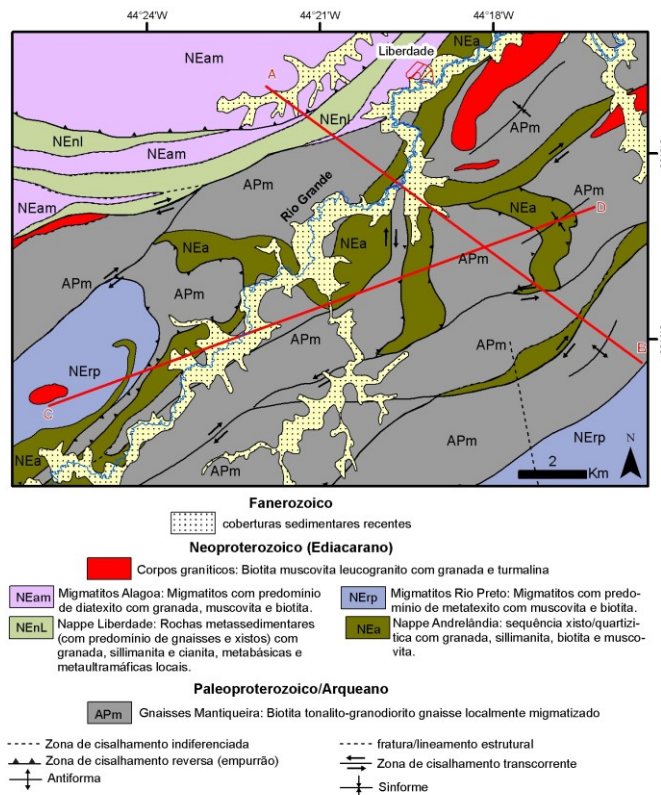 44°24'W 44°21'W 44°18'W
NEam
Liberdade
NEa
A
NEnl
APm
NEnl
NEam
APm
APm
NEam
Rio Grande
NEa
D
NEa
NEa
APm
APm
APm
APm
B
NErp
APm
C
NEa
APm
APm
NErp
N
2
Km
Fanerozoico
coberturas sedimentares recentes
Neoproterozoico (Ediacarano)
Corpos graníticos: Biotita muscovita leucogranito com granada e turmalina
NEam Migmatitos Alagoa: Migmatitos com predomínio
de diatexito com granada, muscovita e biotita.
NErp Migmatitos Rio Preto: Migmatitos com predo-
mínio de metatexito com muscovita e biotita.
NEnL Nappe Liberdade: Rochas metassedimentares
(com predomínio de gnaisses e xistos) com
granada, sillimanita e cianita, metabásicas e
metaultramáficas locais.
NEa Nappe Andrelândia: sequência xisto/quartzi-
tica com granada, sillimanita, biotita e musco-
vita.
Paleoproterozoico/Arqueano
APm Gnaisses Mantiqueira: Biotita tonalito-granodiorito gnaisse localmente migmatizado
Zona de cisalhamento indiferenciada
Zona de cisalhamento reversa (empurrão)
Antiforma
fratura/lineamento estrutural
Zona de cisalhamento transcorrente
Sinforme